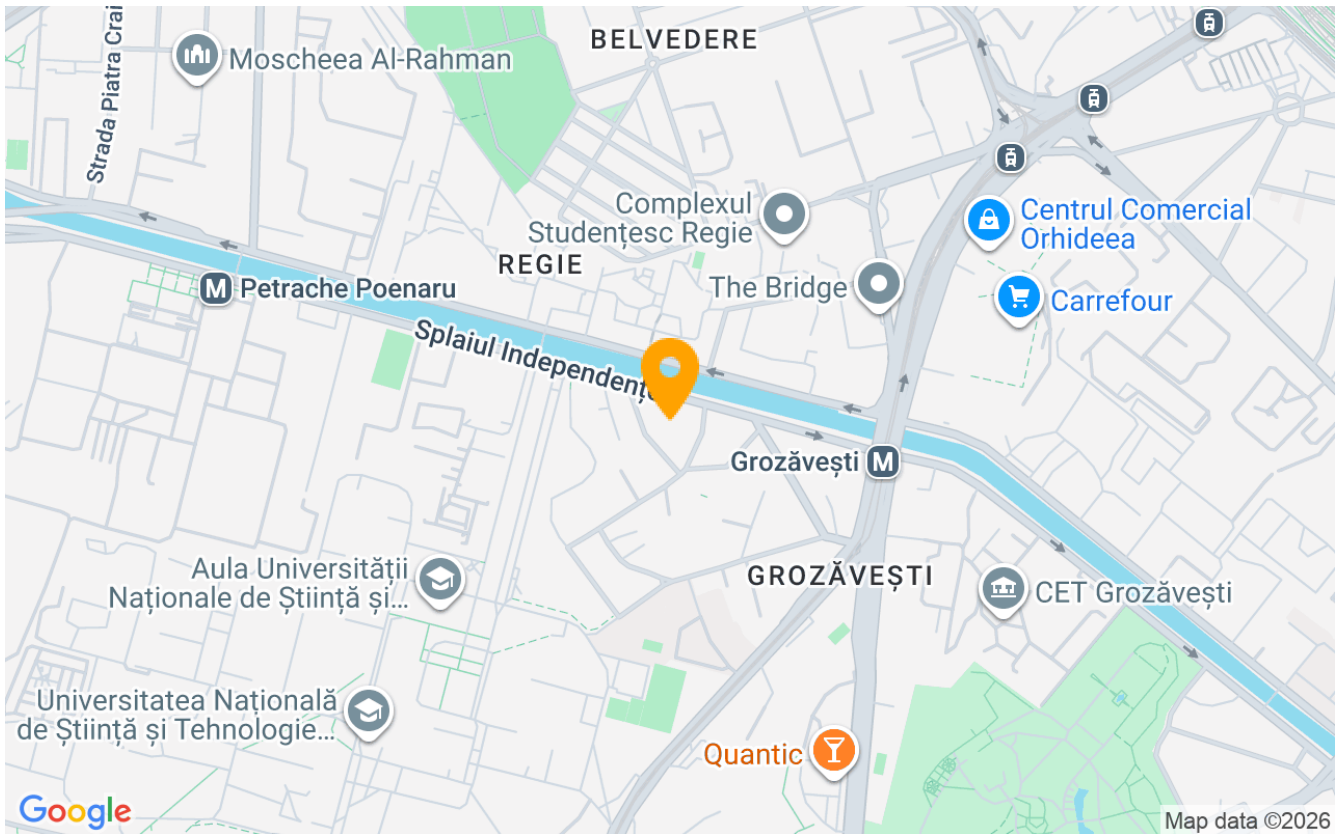 BELVEDERE
Moscheea Al-Rahman
Strada Piatra Crai
Complexul
Studențesc Regie
Centrul Comercial
Orhideea
REGIE
M Petrache Poenaru
The Bridge
Carrefour
Splaiul Independențe
Grozăvești M
Aula Universității
Naționale de Știință și...
GROZĂVEȘTI
CET Grozăvești
Universitatea Națională
de Știință și Tehnologie...
Quantic
Google
Map data ©2026